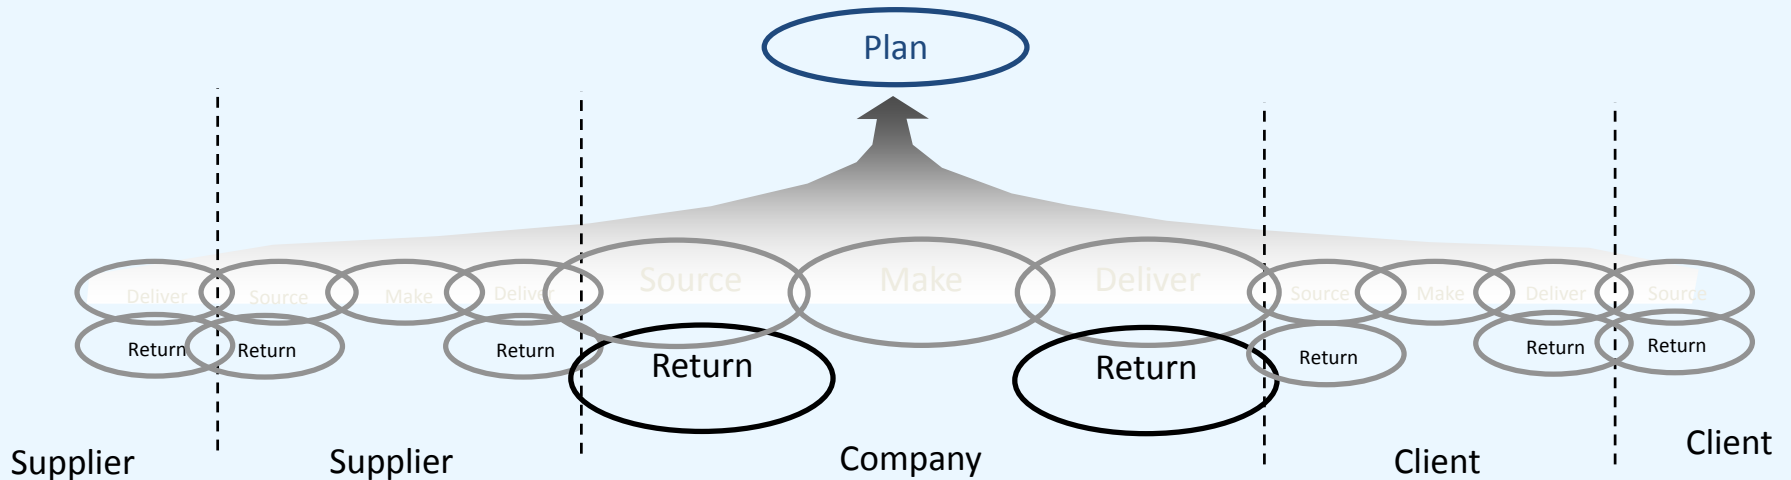 Plan
Deliver
Source
Make
Deliver
Source
Make
Deliver
Source
Make
Deliver
Source
Return
Return
Return
Return
Return
Return
Return
Return
Supplier
Supplier
Company
Client
Client